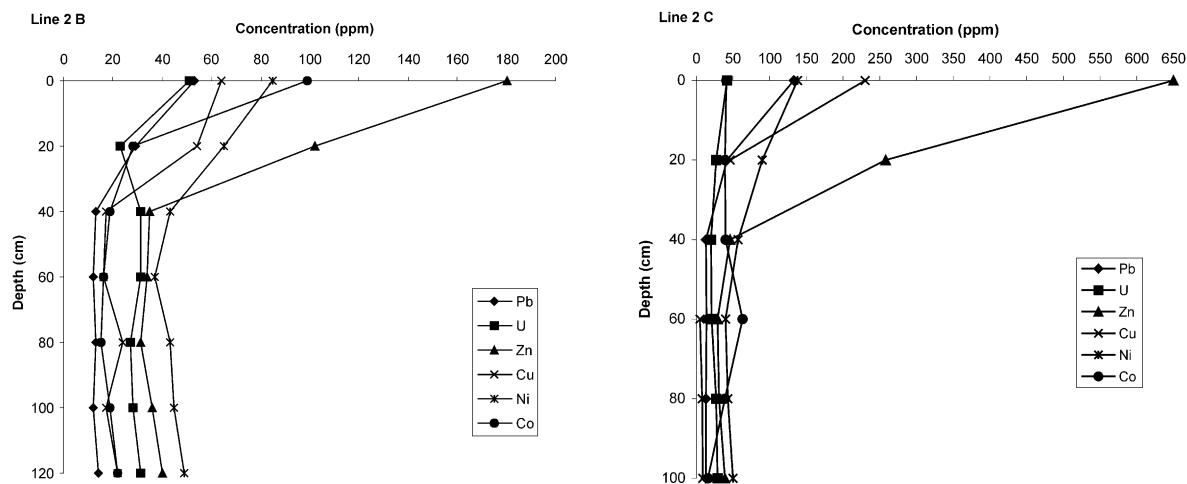 Line 2 B
Concentration (ppm)
0 20 40 60 80 100 120 140 160 180 200
0
20
40
60
80
100
120
Depth (cm)
Pb
U
Zn
Cu
Ni
Co
Line 2 C
Concentration (ppm)
0 50 100 150 200 250 300 350 400 450 500 550 600 650
0
20
40
60
80
100
Depth (cm)
Pb
U
Zn
Cu
Ni
Co